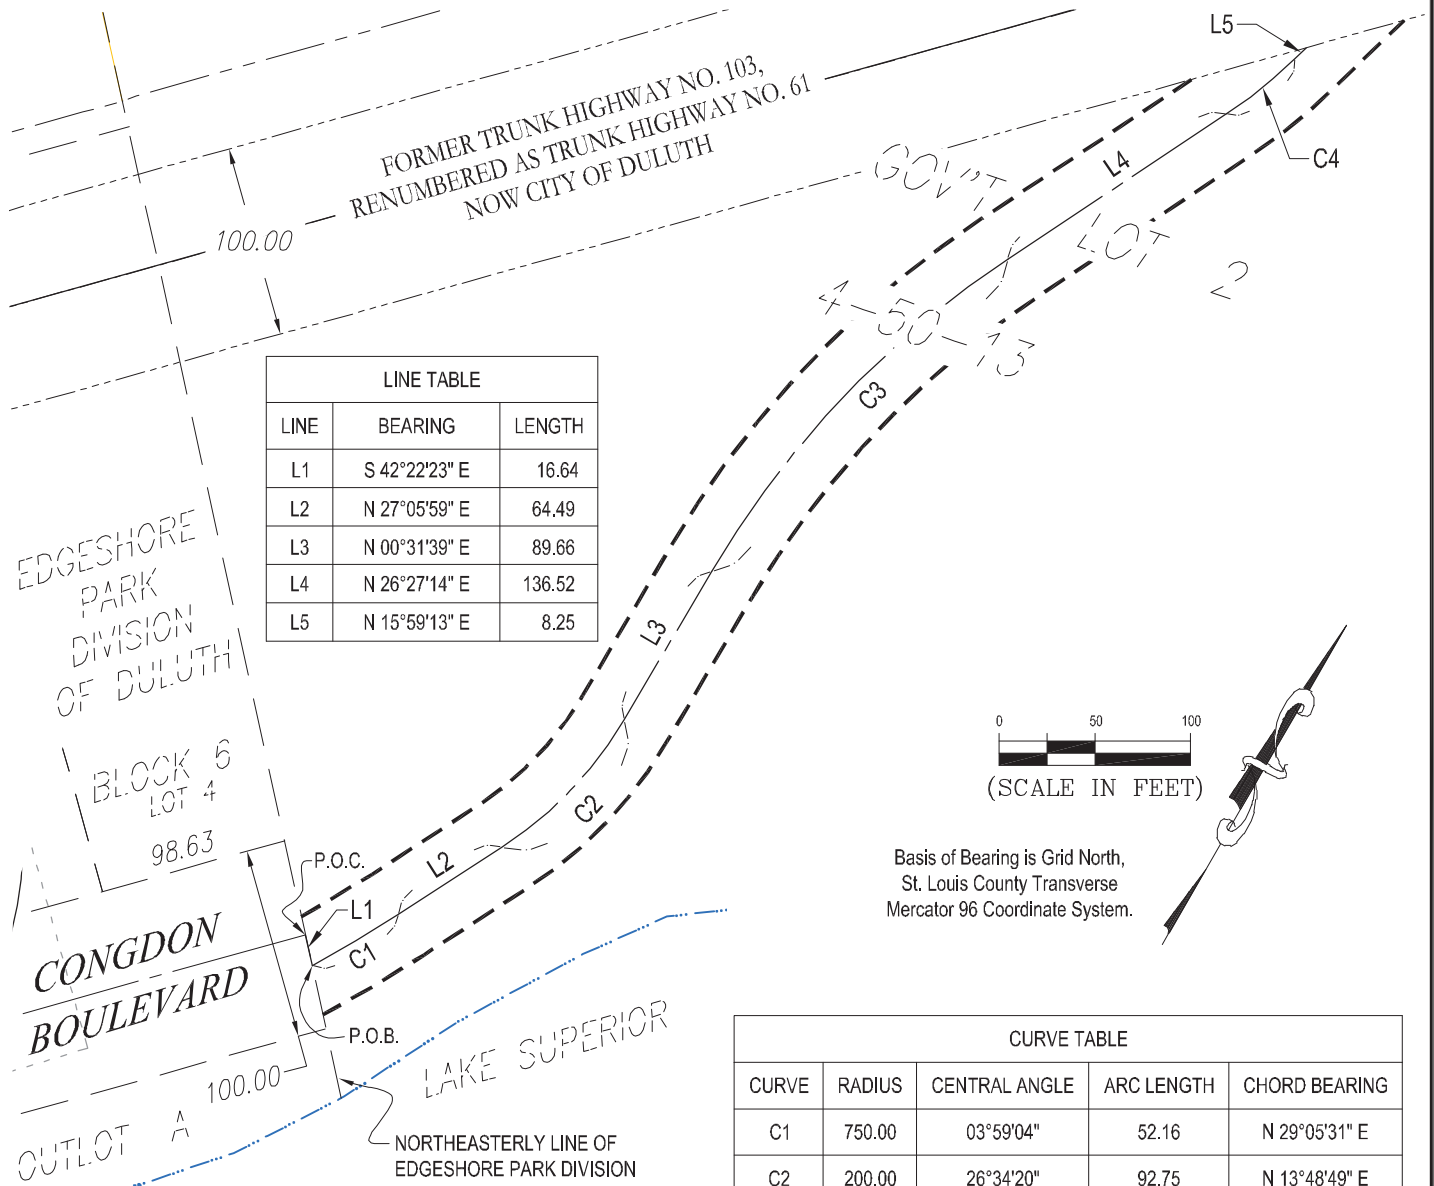 L5
FORMER TRUNK HIGHWAY NO. 103,
RENUMBERED AS TRUNK HIGHWAY NO. 61
NOW CITY OF DULUTH
GOV'T
L4
C4
100.00
LOT 2
4-50-13
LINE TABLE
LINE BEARING LENGTH
L1 S 42°22'23" E 16.64
L2 N 27°05'59" E 64.49
L3 N 00°31'39" E 89.66
L4 N 26°27'14" E 136.52
L5 N 15°59'13" E 8.25
C3
EDGESHORE
PARK
DIVISION
OF DULUTH
L3
BLOCK 6
LOT 4
98.63
0 50 100
(SCALE IN FEET)
C2
P.O.C.
L2
L1
Basis of Bearing is Grid North,
St. Louis County Transverse
Mercator 96 Coordinate System.
CONGDON
BOULEVARD
C1
P.O.B.
LAKE SUPERIOR
100.00
OUTLOT A
NORTHEASTERLY LINE OF
EDGESHORE PARK DIVISION
CURVE TABLE
CURVE RADIUS CENTRAL ANGLE ARC LENGTH CHORD BEARING
C1 750.00 03°59'04" 52.16 N 29°05'31" E
C2 200.00 26°34'20" 92.75 N 13°48'49" E